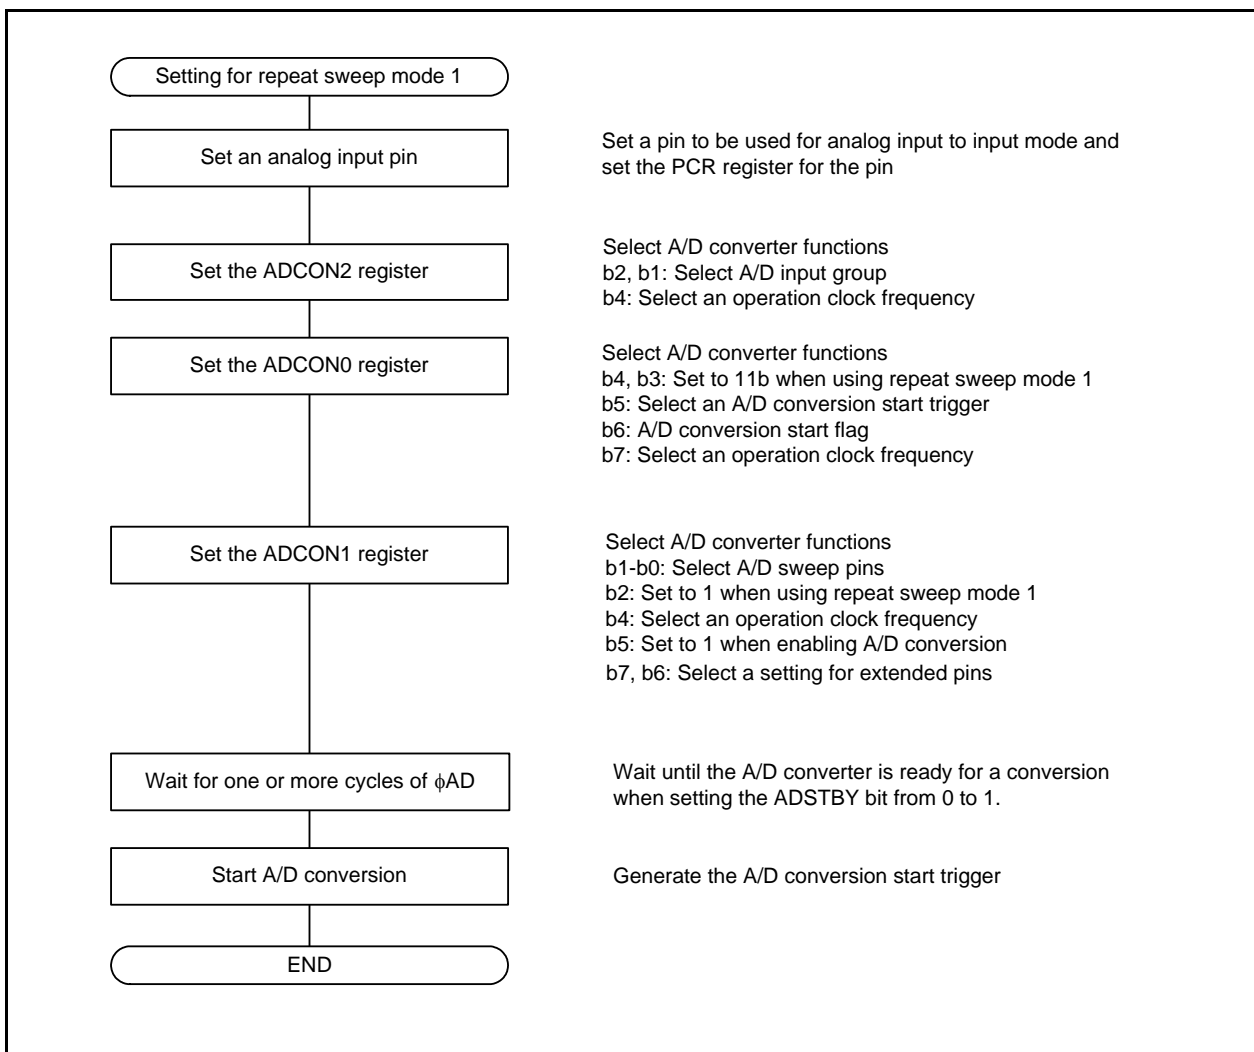 Setting for repeat sweep mode 1
Set an analog input pin
Set a pin to be used for analog input to input mode and
set the PCR register for the pin
Set the ADCON2 register
Select A/D converter functions
b2, b1: Select A/D input group
b4: Select an operation clock frequency
Set the ADCON0 register
Select A/D converter functions
b4, b3: Set to 11b when using repeat sweep mode 1
b5: Select an A/D conversion start trigger
b6: A/D conversion start flag
b7: Select an operation clock frequency
Set the ADCON1 register
Select A/D converter functions
b1-b0: Select A/D sweep pins
b2: Set to 1 when using repeat sweep mode 1
b4: Select an operation clock frequency
b5: Set to 1 when enabling A/D conversion
b7, b6: Select a setting for extended pins
Wait for one or more cycles of ϕAD
Wait until the A/D converter is ready for a conversion
when setting the ADSTBY bit from 0 to 1.
Start A/D conversion
Generate the A/D conversion start trigger
END